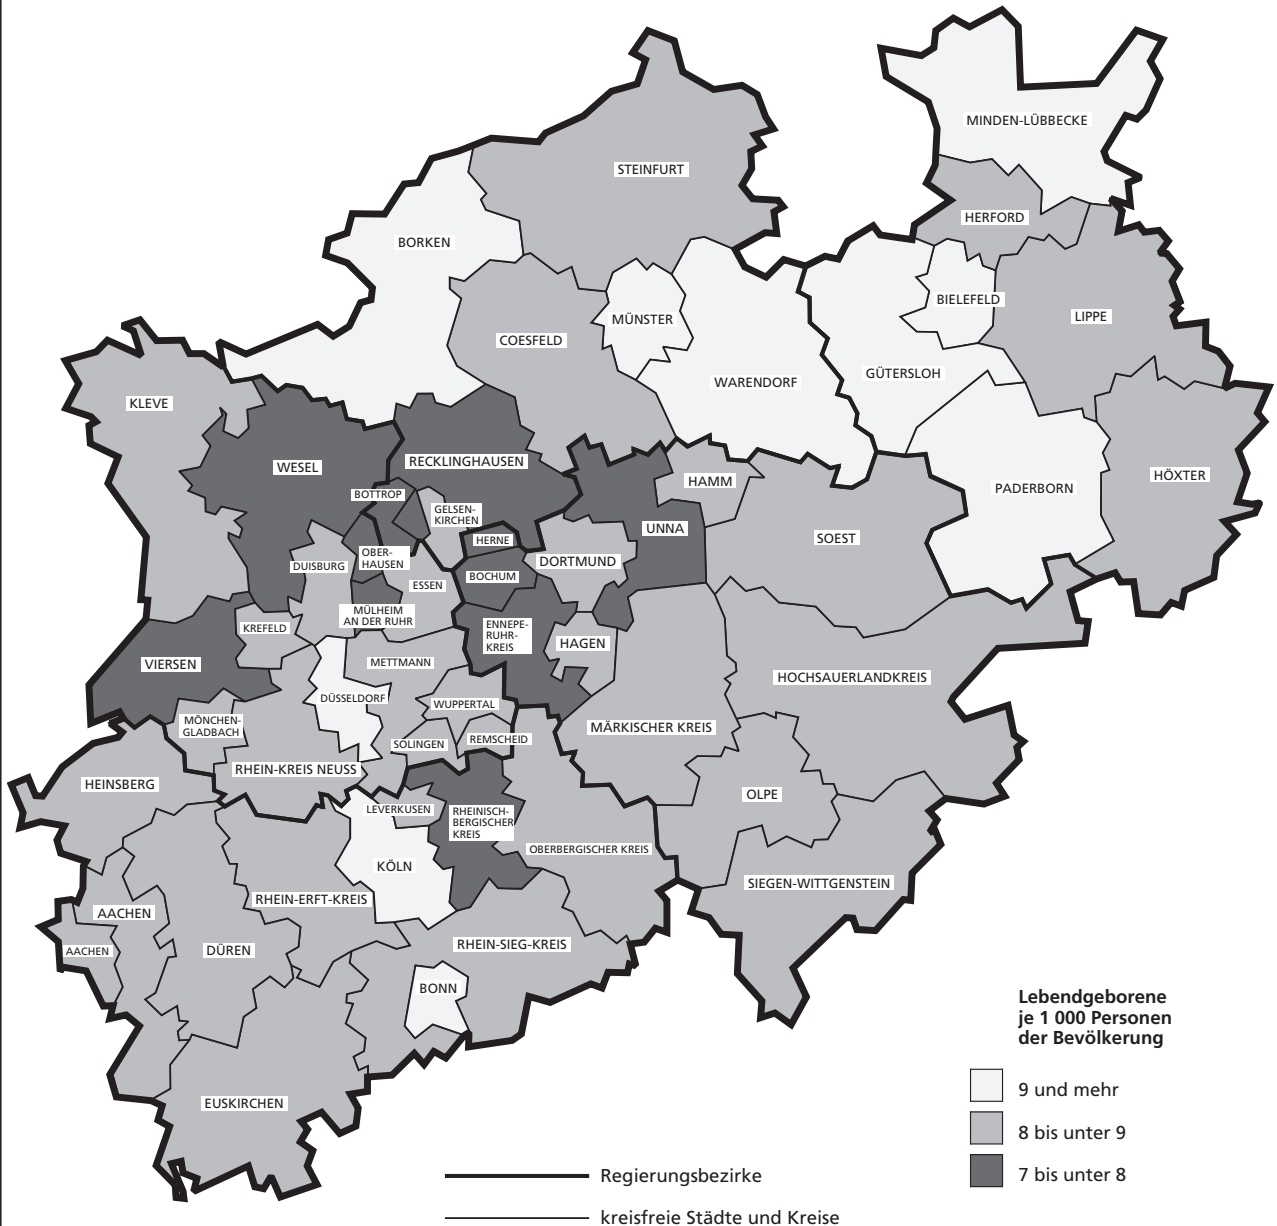 MINDEN-LÜBBECKE
STEINFURT
HERFORD
BORKEN
BIELEFELD
LIPPE
MÜNSTER
COESFELD
WARENDORF
GÜTERSLOH
KLEVE
WESEL
RECKLINGHAUSEN
HÖXTER
HAMM
PADERBORN
BOTTROP
GELSEN-
KIRCHEN
UNNA
SOEST
HERNE
OBER-
HAUSEN
DORTMUND
DUISBURG
BOCHUM
ESSEN
MÜLHEIM
AN DER RUHR
KREFELD
ENNEPE-
RUHR-
KREIS
HAGEN
VIERSEN
METTMANN
HOCHSAUERLANDKREIS
DÜSSELDORF
WUPPERTAL
MÖNCHEN-
GLADBACH
MÄRKISCHER KREIS
SOLINGEN
REMSCHEID
RHEIN-KREIS NEUSS
HEINSBERG
OLPE
LEVERKUSEN
RHEINISCH-
BERGISCHER
KREIS
OBERBERGISCHER KREIS
KÖLN
SIEGEN-WITTGENSTEIN
RHEIN-ERFT-KREIS
AACHEN
RHEIN-SIEG-KREIS
AACHEN
DÜREN
BONN
EUSKIRCHEN
Lebendgeborene
je 1 000 Personen
der Bevölkerung
9 und mehr
8 bis unter 9
7 bis unter 8
Regierungsbezirke
kreisfreie Städte und Kreise